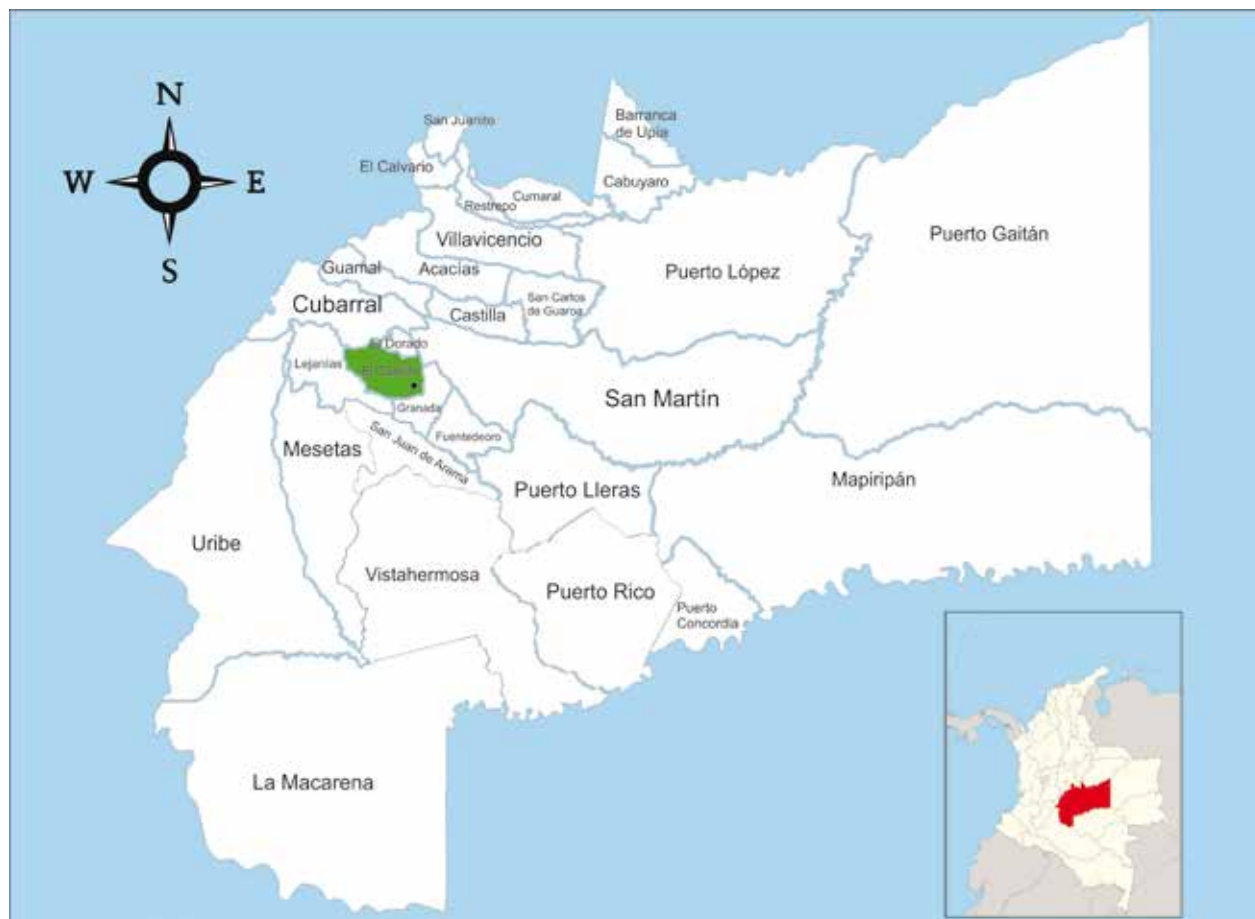 N
W
E
S
San Juanito
El Calvario
Barranca
de Upía
Cabuyaro
Cumaral
Restrepo
Villavicencio
Puerto Gaitán
Puerto López
Guamal
Acacías
Cubarral
Castilla
San Carlos
de Guaroa
El Dorado
Lejanías
El Castillo
Granada
San Martín
Fuentedeoro
San Juan de Arama
Mesetas
Mapiripán
Puerto Lleras
Uribe
Vistahermosa
Puerto Rico
Puerto
Concordia
La Macarena